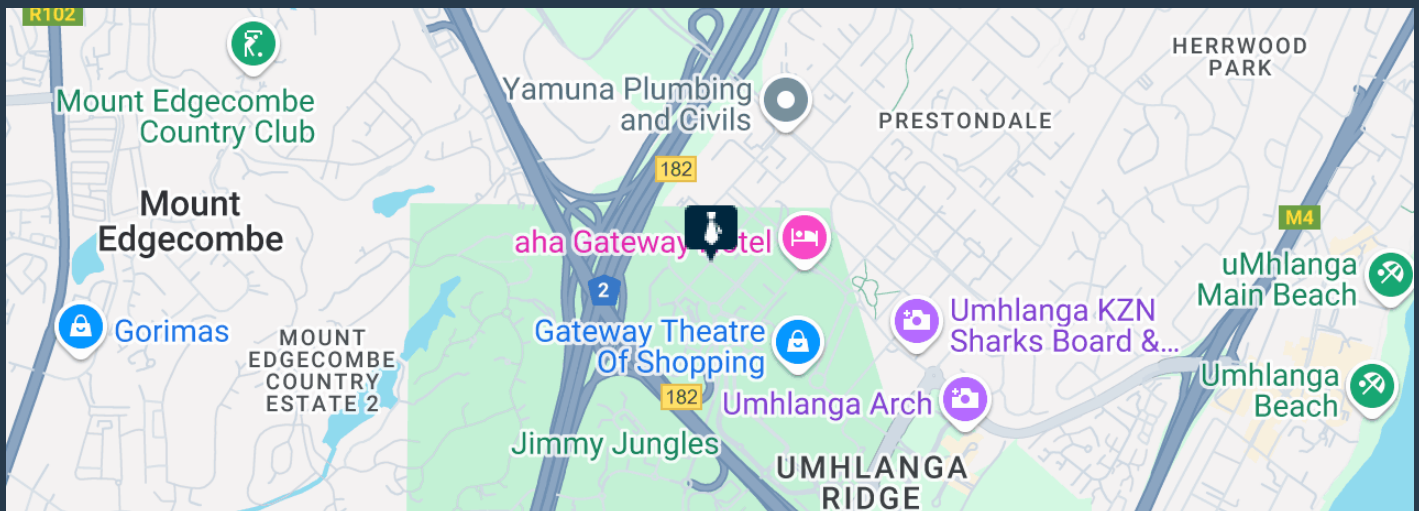 R102
Mount Edgecombe
Country Club
Yamuna Plumbing
and Civils
HERRWOOD
PARK
PRESTONDALE
182
Mount
Edgecombe
M4
aha Gateway
2
uMhlanga
Main Beach
Gorimas
MOUNT
EDGECOMBE
COUNTRY
ESTATE 2
Gateway Theatre
Of Shopping
Umhlanga KZN
Sharks Board &...
182
Umhlanga Arch
Umhlanga
Beach
Jimmy Jungles
UMHLANGA
RIDGE